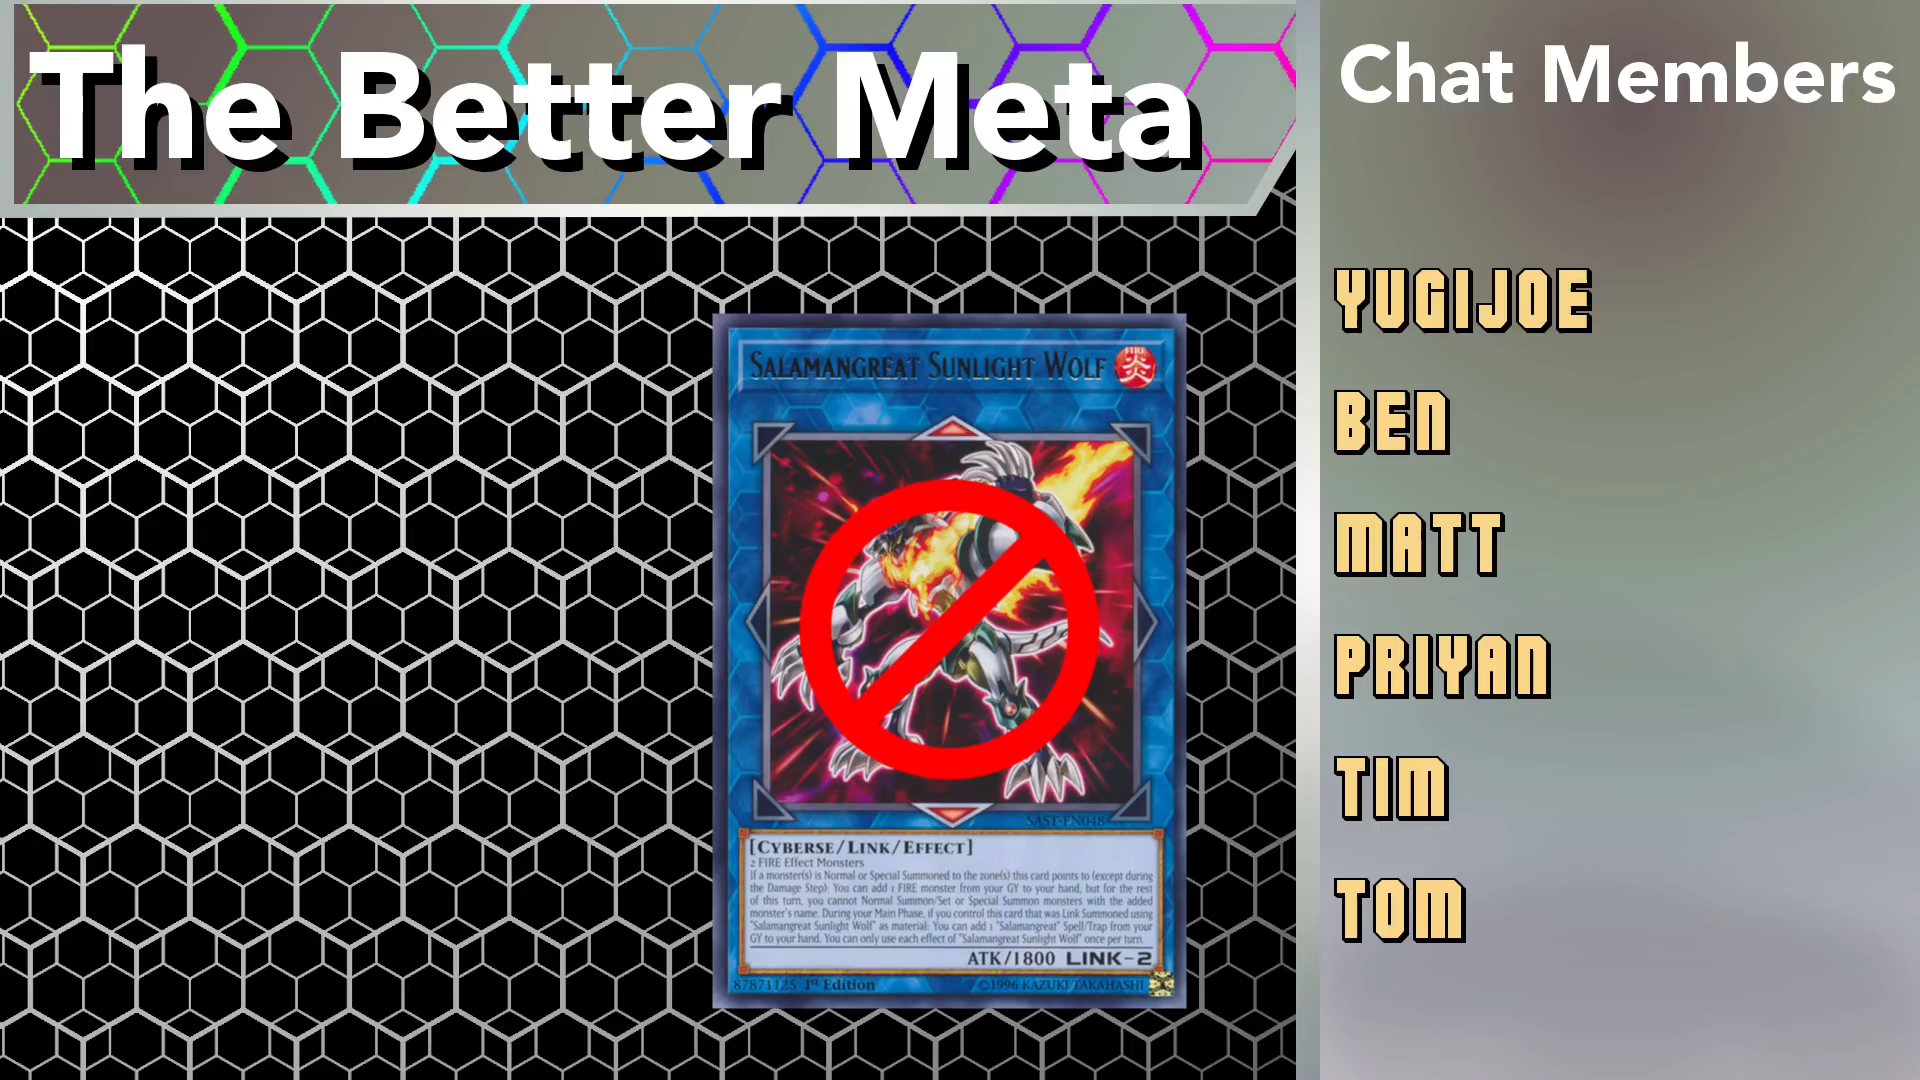 The Better Meta
Chat Members
YUGIJOE
BEN
MATT
PRIYAN
TIM
TOM
SALAMANGREAT SUNLIGHT WOLF
FIRE
炎
SAST-EN048
[CYBERSE/LINK/EFFECT]
2 FIRE Effect Monsters
If a monster(s) is Normal or Special Summoned to the zone(s) this card points to (except during
the Damage Step): You can add 1 FIRE monster from your GY to your hand, but for the rest
of this turn, you cannot Normal Summon/Set or Special Summon monsters with the added
monster's name. During your Main Phase, if you control this card that was Link Summoned using
"Salamangreat Sunlight Wolf" as material: You can add 1 "Salamangreat" Spell/Trap from your
GY to your hand. You can only use each effect of "Salamangreat Sunlight Wolf" once per turn.
ATK/1800 LINK-2
87871125 1st Edition
©1996 KAZUKI TAKAHASHI